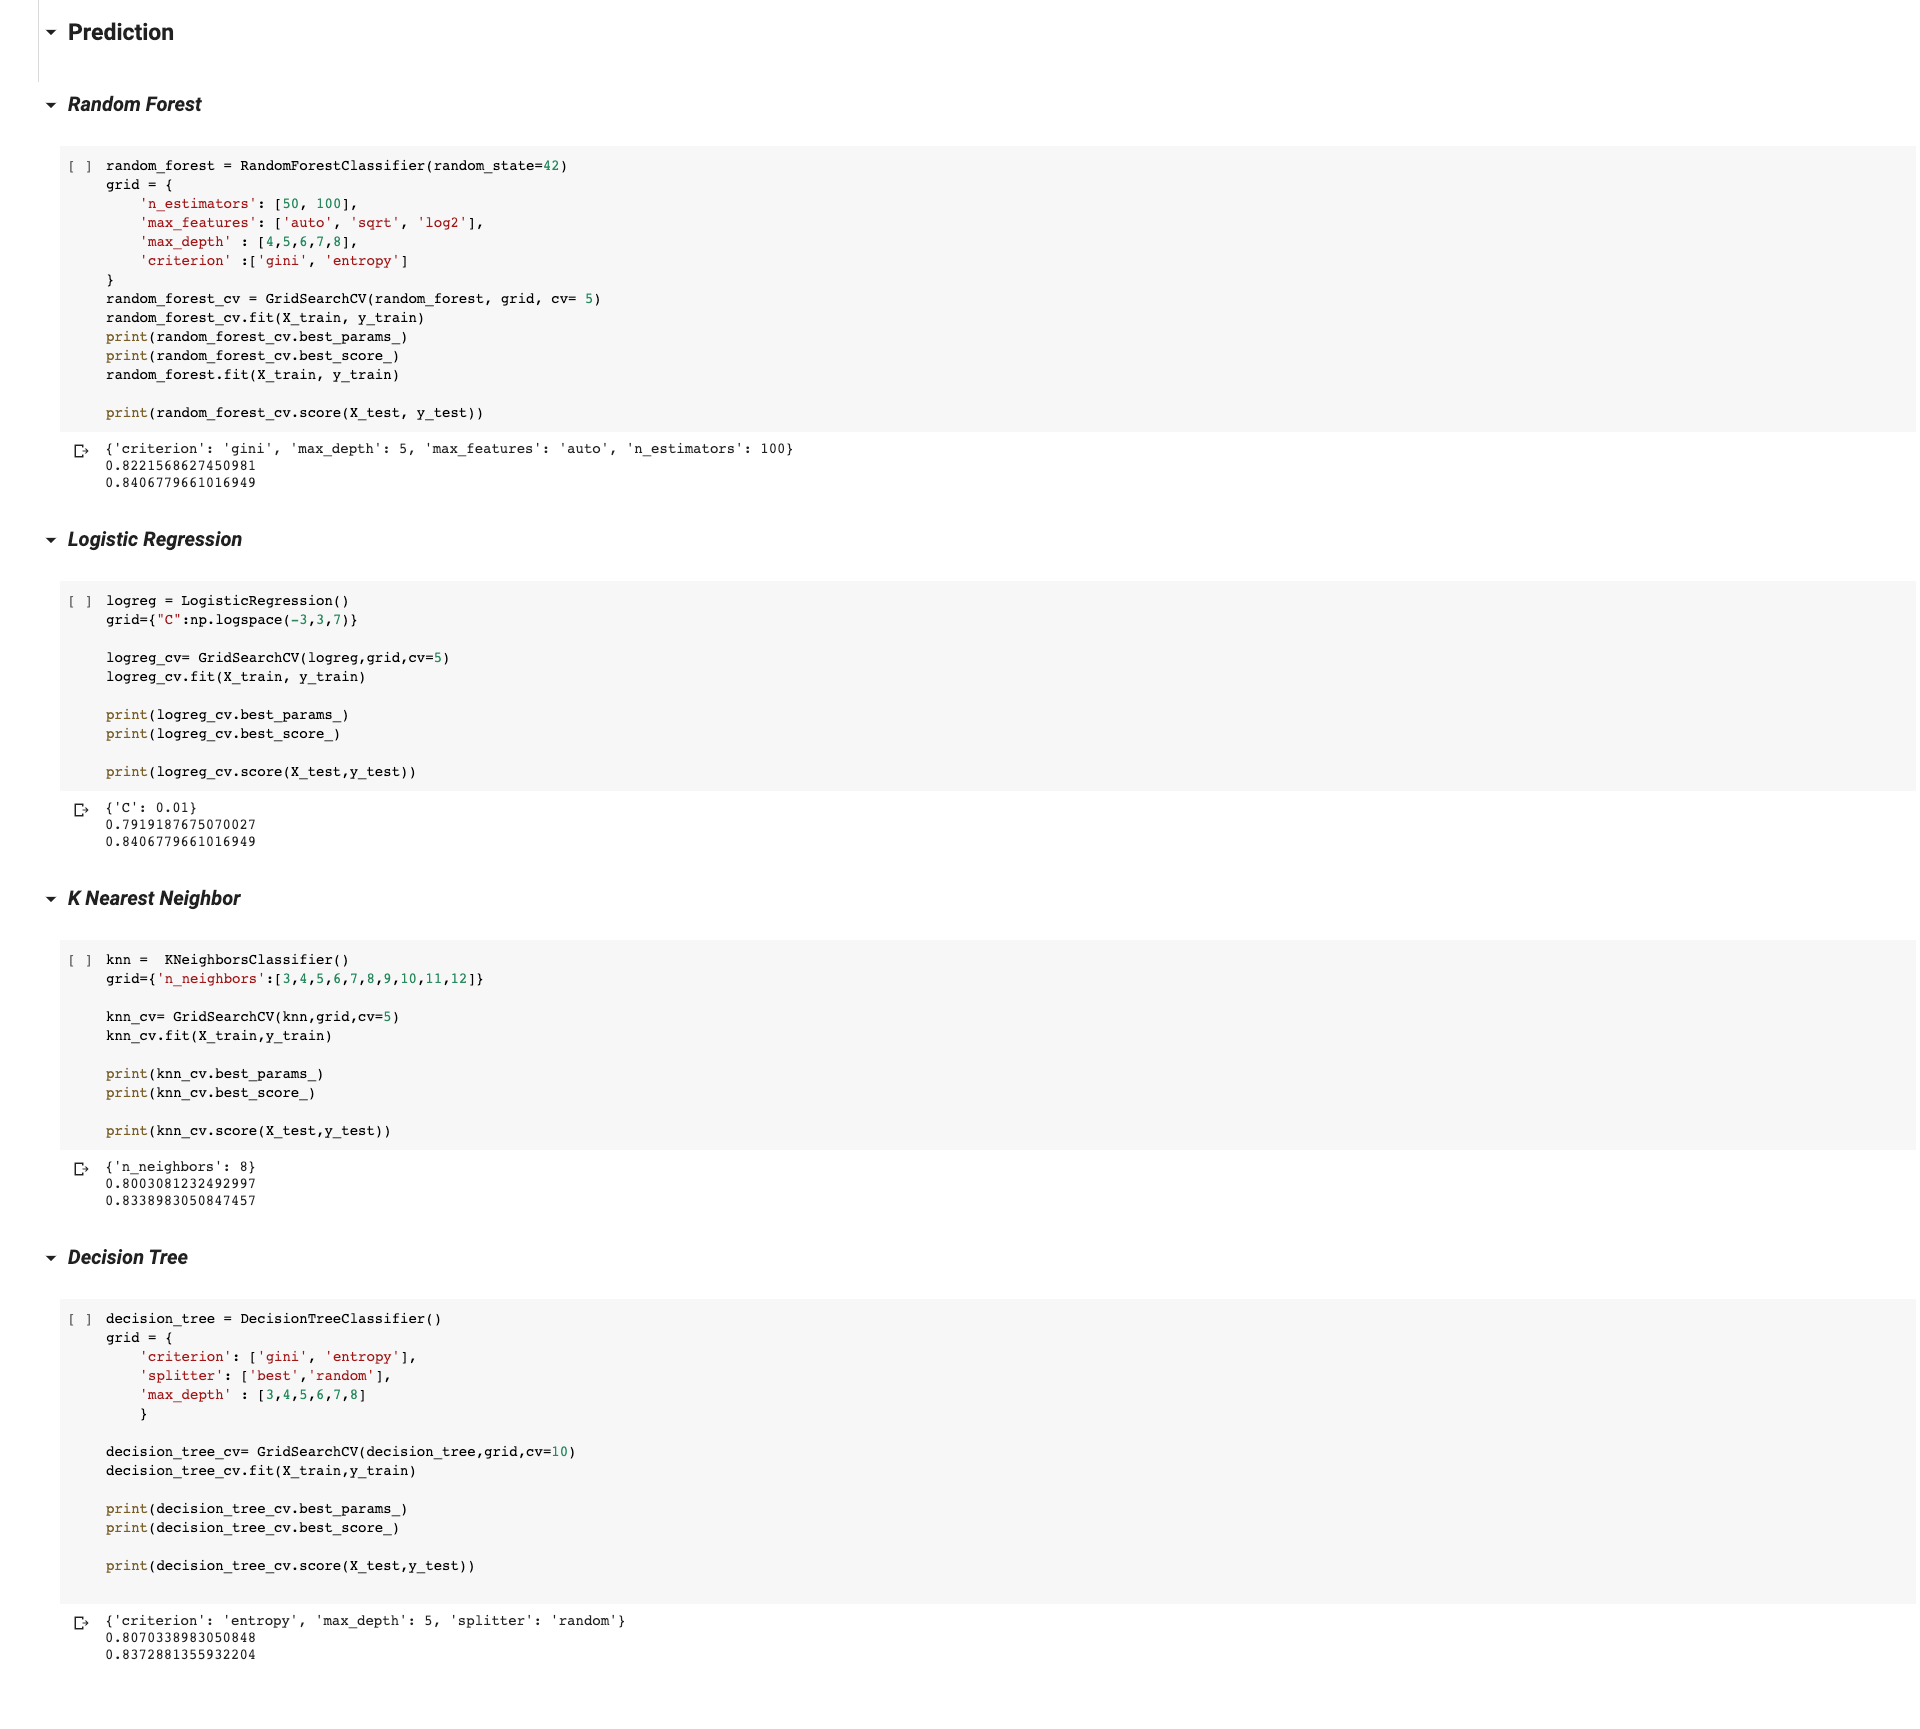 Prediction
Random Forest
[ ] random_forest = RandomForestClassifier(random_state=42)
grid = {
    'n_estimators': [50, 100],
    'max_features': ['auto', 'sqrt', 'log2'],
    'max_depth' : [4,5,6,7,8],
    'criterion' :['gini', 'entropy']
}
random_forest_cv = GridSearchCV(random_forest, grid, cv= 5)
random_forest_cv.fit(X_train, y_train)
print(random_forest_cv.best_params_)
print(random_forest_cv.best_score_)
random_forest.fit(X_train, y_train)
print(random_forest_cv.score(X_test, y_test))
{'criterion': 'gini', 'max_depth': 5, 'max_features': 'auto', 'n_estimators': 100}
0.8221568627450981
0.8406779661016949
Logistic Regression
[ ] logreg = LogisticRegression()
grid={"C":np.logspace(-3,3,7)}
logreg_cv= GridSearchCV(logreg,grid,cv=5)
logreg_cv.fit(X_train, y_train)
print(logreg_cv.best_params_)
print(logreg_cv.best_score_)
print(logreg_cv.score(X_test,y_test))
{'C': 0.01}
0.7919187675070027
0.8406779661016949
K Nearest Neighbor
[ ] knn =  KNeighborsClassifier()
grid={'n_neighbors':[3,4,5,6,7,8,9,10,11,12]}
knn_cv= GridSearchCV(knn,grid,cv=5)
knn_cv.fit(X_train,y_train)
print(knn_cv.best_params_)
print(knn_cv.best_score_)
print(knn_cv.score(X_test,y_test))
{'n_neighbors': 8}
0.8003081232492997
0.8338983050847457
Decision Tree
[ ] decision_tree = DecisionTreeClassifier()
grid = {
    'criterion': ['gini', 'entropy'],
    'splitter': ['best','random'],
    'max_depth' : [3,4,5,6,7,8]
    }
decision_tree_cv= GridSearchCV(decision_tree,grid,cv=10)
decision_tree_cv.fit(X_train,y_train)
print(decision_tree_cv.best_params_)
print(decision_tree_cv.best_score_)
print(decision_tree_cv.score(X_test,y_test))
{'criterion': 'entropy', 'max_depth': 5, 'splitter': 'random'}
0.8070338983050848
0.8372881355932204